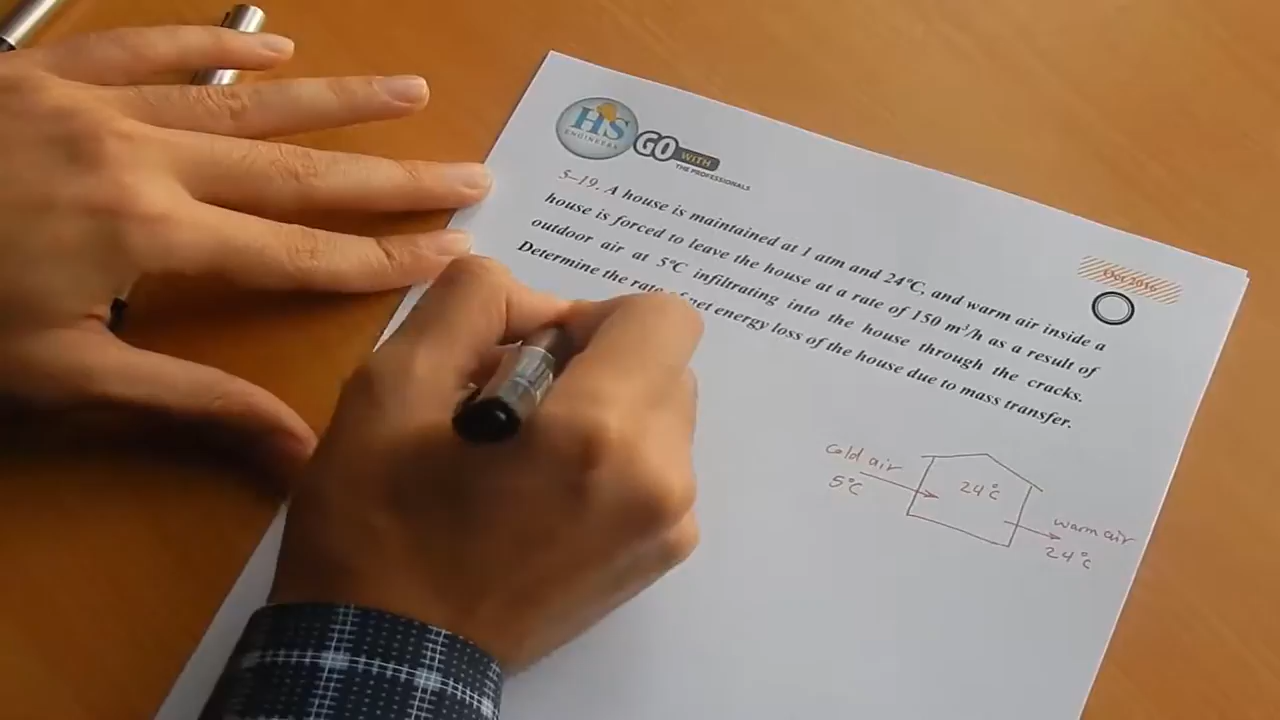 HS
ENGINEERS
GO WITH
THE PROFESSIONALS
5-19. A house is maintained at 1 atm and 24°C, and warm air inside a
house is forced to leave the house at a rate of 150 m³/h as a result of
outdoor air at 5°C infiltrating into the house through the cracks.
Determine the rate of net energy loss of the house due to mass transfer.
Oct/2016
cold air
5°C
24°C
warm air
24°C